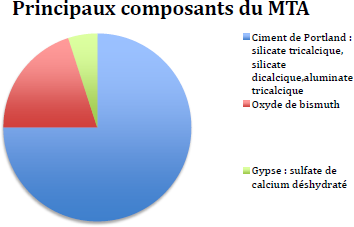 Principaux composants du MTA
Ciment de Portland :
silicate tricalcique,
silicate
dicalcique,aluminate
tricalcique
Oxyde de bismuth
Gypse : sulfate de
calcium déshydraté